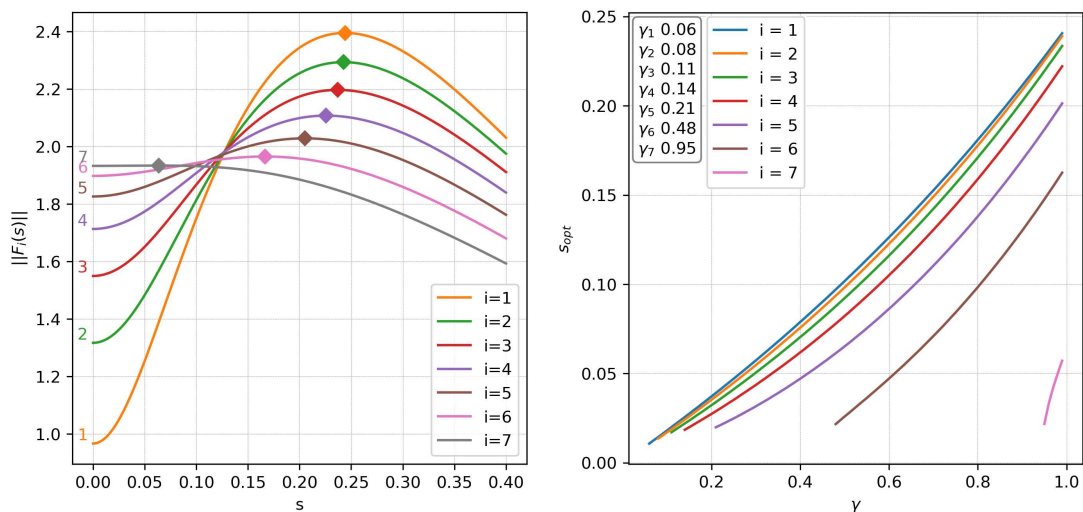 2.4
2.2
2.0
1.8
1.6
1.4
1.2
1.0
||F_i(s)||
7
6
5
4
3
2
1
i=1
i=2
i=3
i=4
i=5
i=6
i=7
0.00 0.05 0.10 0.15 0.20 0.25 0.30 0.35 0.40
s
0.25
0.20
0.15
0.10
0.05
0.00
s_opt
γ₁ 0.06
γ₂ 0.08
γ₃ 0.11
γ₄ 0.14
γ₅ 0.21
γ₆ 0.48
γ₇ 0.95
i = 1
i = 2
i = 3
i = 4
i = 5
i = 6
i = 7
0.2 0.4 0.6 0.8 1.0
γ